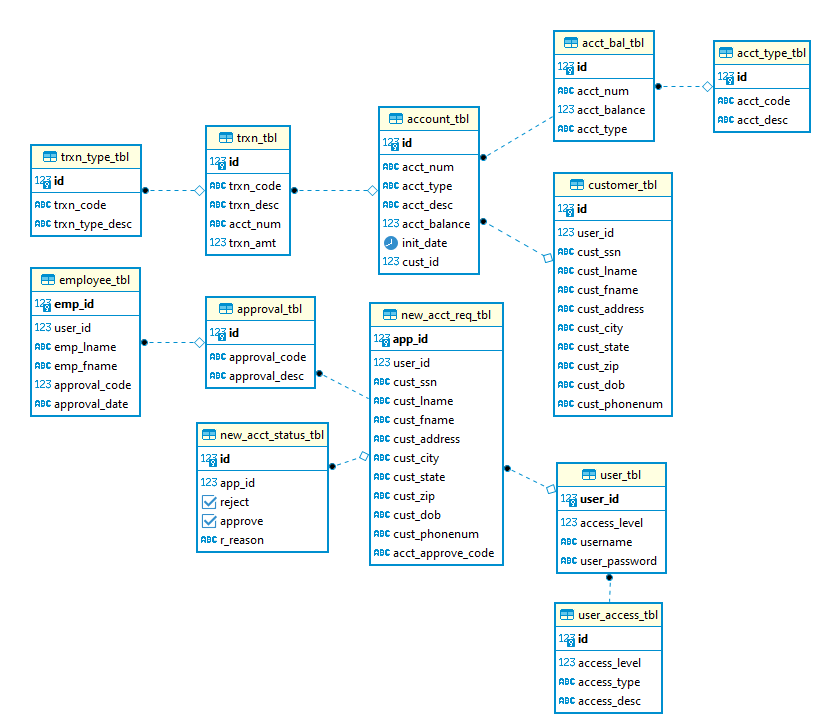 acct_bal_tbl
123 id
ABC acct_num
123 acct_balance
ABC acct_type
acct_type_tbl
123 id
ABC acct_code
ABC acct_desc
account_tbl
123 id
ABC acct_num
ABC acct_type
ABC acct_desc
123 acct_balance
init_date
123 cust_id
trxn_tbl
123 id
ABC trxn_code
ABC trxn_desc
ABC acct_num
123 trxn_amt
trxn_type_tbl
123 id
ABC trxn_code
ABC trxn_type_desc
customer_tbl
123 id
123 user_id
ABC cust_ssn
ABC cust_lname
ABC cust_fname
ABC cust_address
ABC cust_city
ABC cust_state
ABC cust_zip
ABC cust_dob
ABC cust_phonenum
employee_tbl
123 emp_id
123 user_id
ABC emp_lname
ABC emp_fname
123 approval_code
ABC approval_date
approval_tbl
123 id
ABC approval_code
ABC approval_desc
new_acct_req_tbl
123 app_id
123 user_id
ABC cust_ssn
ABC cust_lname
ABC cust_fname
ABC cust_address
ABC cust_city
ABC cust_state
ABC cust_zip
ABC cust_dob
ABC cust_phonenum
ABC acct_approve_code
new_acct_status_tbl
123 id
123 app_id
reject
approve
ABC r_reason
user_tbl
123 user_id
123 access_level
ABC username
ABC user_password
user_access_tbl
123 id
123 access_level
ABC access_type
ABC access_desc